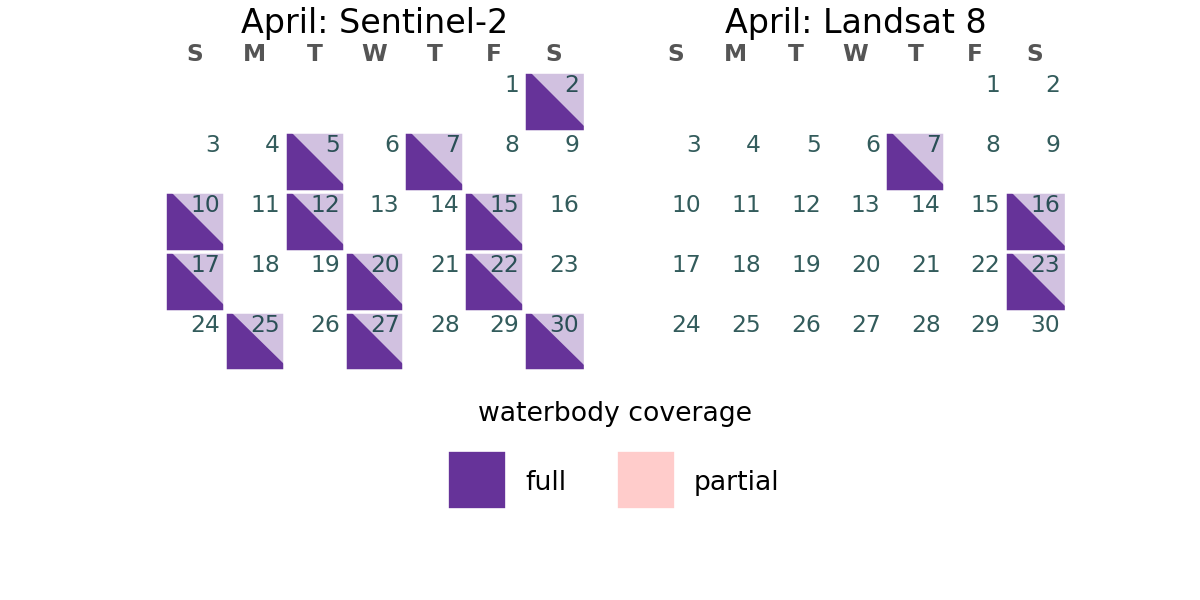 April: Sentinel-2
S M T W T F S
1 2
3 4 5 6 7 8 9
10 11 12 13 14 15 16
17 18 19 20 21 22 23
24 25 26 27 28 29 30
April: Landsat 8
S M T W T F S
1 2
3 4 5 6 7 8 9
10 11 12 13 14 15 16
17 18 19 20 21 22 23
24 25 26 27 28 29 30
waterbody coverage
full partial